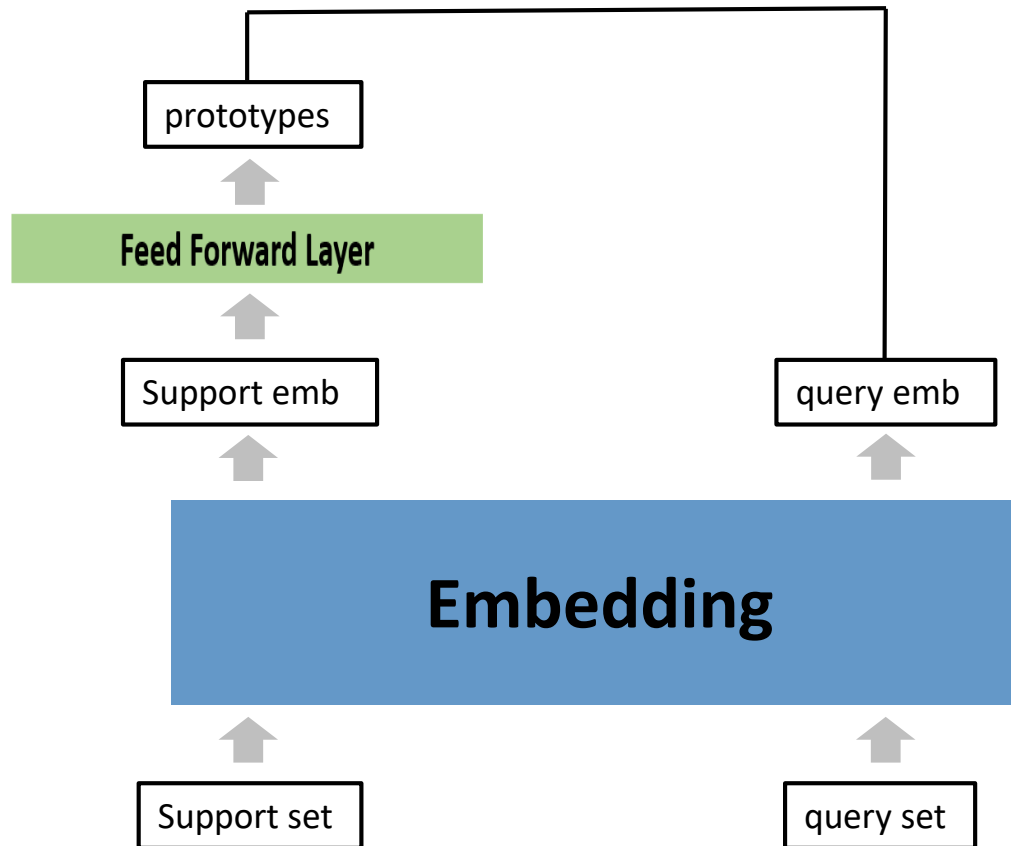 prototypes
Feed Forward Layer
Support emb
query emb
Embedding
Support set
query set